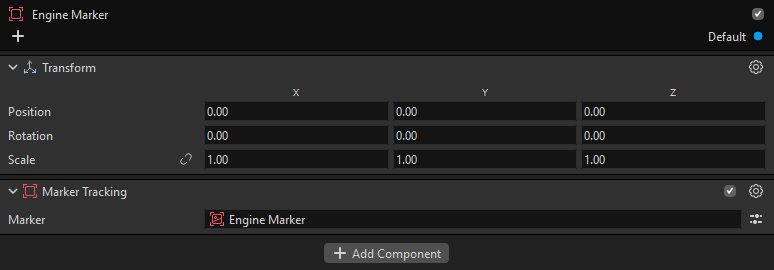 Engine Marker
Default
Transform
X Y Z
Position 0.00 0.00 0.00
Rotation 0.00 0.00 0.00
Scale 1.00 1.00 1.00
Marker Tracking
Marker Engine Marker
+ Add Component